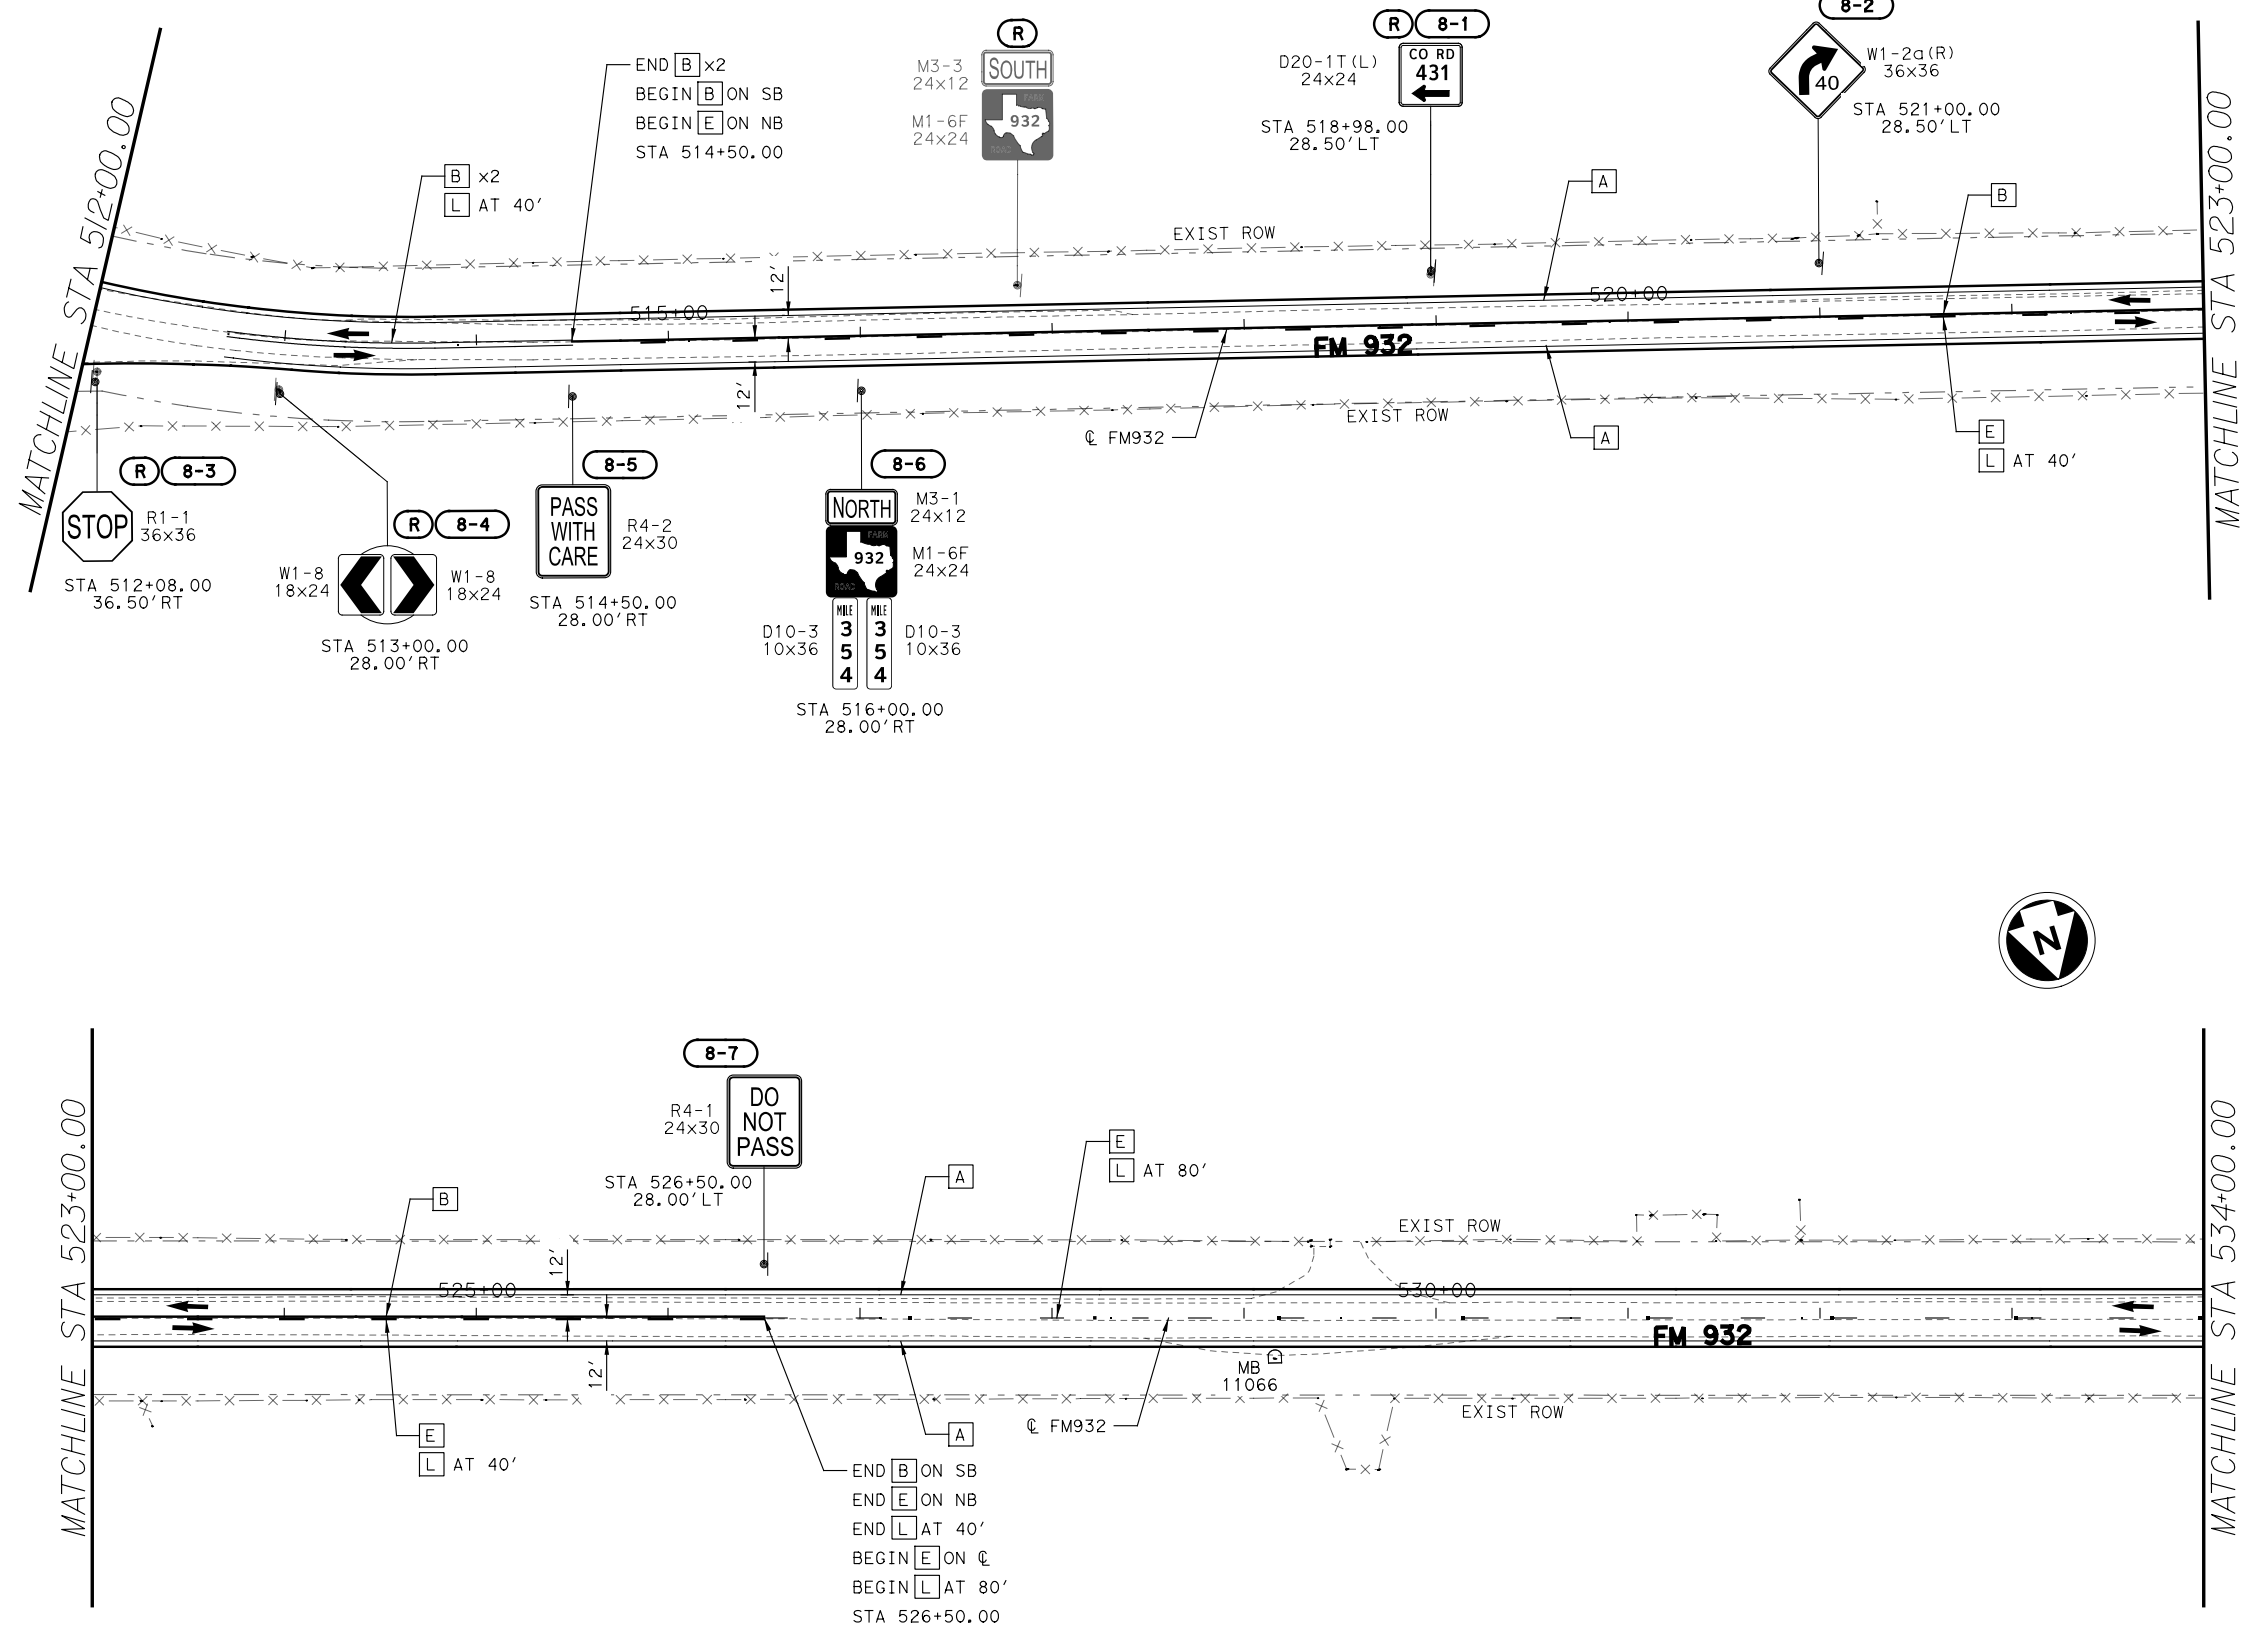 MATCHLINE STA 512+00.00
END B x2
BEGIN B ON SB
BEGIN E ON NB
STA 514+50.00
B x2
L AT 40'
R
M3-3
24x12
SOUTH
M1-6F
24x24
FARM
932
ROAD
R 8-1
D20-1T(L)
24x24
CO RD
431
STA 518+98.00
28.50'LT
8-2
40
W1-2a(R)
36x36
STA 521+00.00
28.50'LT
MATCHLINE STA 523+00.00
A
B
EXIST ROW
12'
515+00
520+00
FM 932
12'
EXIST ROW
℄ FM932
A
E
L AT 40'
R 8-3
STOP
R1-1
36x36
STA 512+08.00
36.50'RT
R 8-4
W1-8
18x24
W1-8
18x24
STA 513+00.00
28.00'RT
8-5
PASS
WITH
CARE
R4-2
24x30
STA 514+50.00
28.00'RT
8-6
NORTH
M3-1
24x12
FARM
932
ROAD
M1-6F
24x24
D10-3
10x36
MILE
3
5
4
MILE
3
5
4
D10-3
10x36
STA 516+00.00
28.00'RT
N
MATCHLINE STA 523+00.00
8-7
R4-1
24x30
DO
NOT
PASS
STA 526+50.00
28.00'LT
B
A
E
L AT 80'
EXIST ROW
12'
525+00
530+00
FM 932
12'
MB
11066
℄ FM932
EXIST ROW
E
L AT 40'
A
END B ON SB
END E ON NB
END L AT 40'
BEGIN E ON ℄
BEGIN L AT 80'
STA 526+50.00
MATCHLINE STA 534+00.00